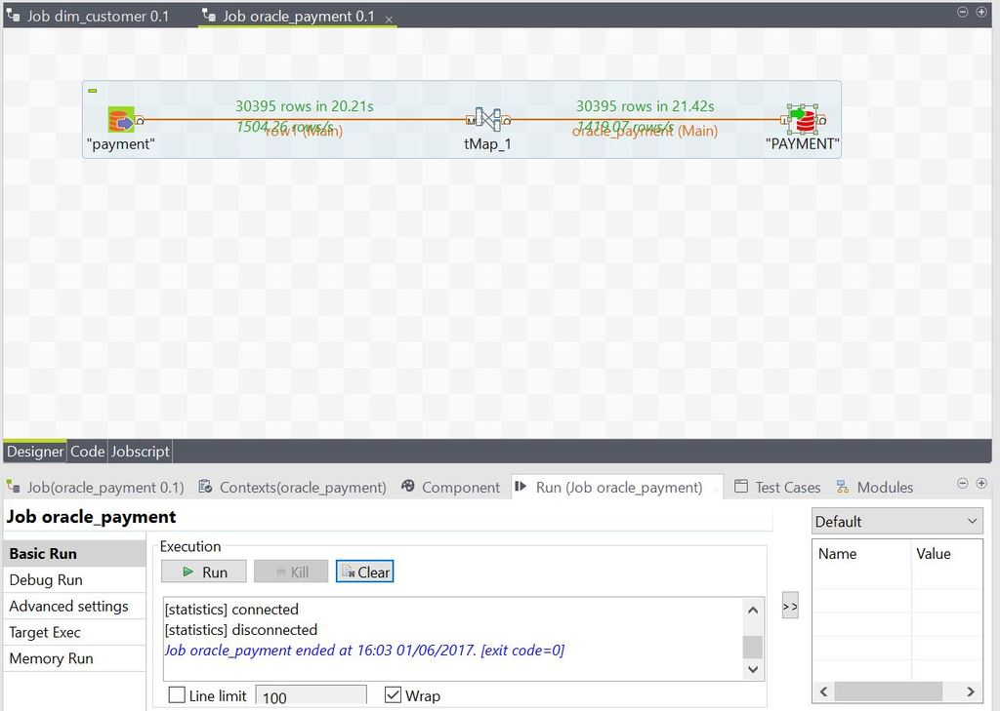 Job dim_customer 0.1
Job oracle_payment 0.1
30395 rows in 20.21s
1504.26 rows/s
row1 (Main)
30395 rows in 21.42s
1419.07 rows/s
oracle_payment (Main)
"payment"
tMap_1
"PAYMENT"
Designer Code Jobscript
Job(oracle_payment 0.1) Contexts(oracle_payment) Component Run (Job oracle_payment) Test Cases Modules
Job oracle_payment
Default
Basic Run
Debug Run
Advanced settings
Target Exec
Memory Run
Execution
Run Kill Clear
[statistics] connected
[statistics] disconnected
Job oracle_payment ended at 16:03 01/06/2017. [exit code=0]
Line limit 100 Wrap
>>
Name Value